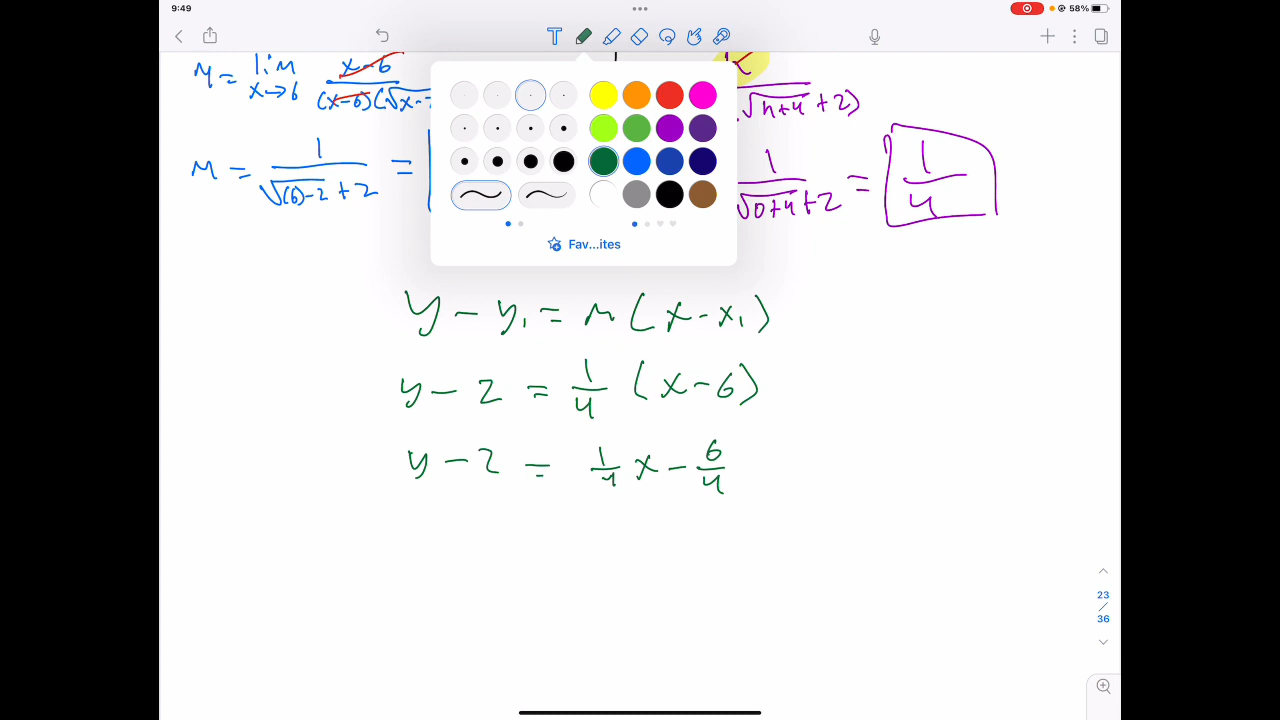 9:49
58%
M = lim x→6 x-6 / (x-6)(√x-
√h+4 + 2)
M = 1 / √(6)-2 + 2 =
1 / √0+4 + 2 = 1/4
Fav...ites
y - y₁ = m (x - x₁)
y - 2 = 1/4 (x - 6)
y - 2 = 1/4 x - 6/4
23
/
36